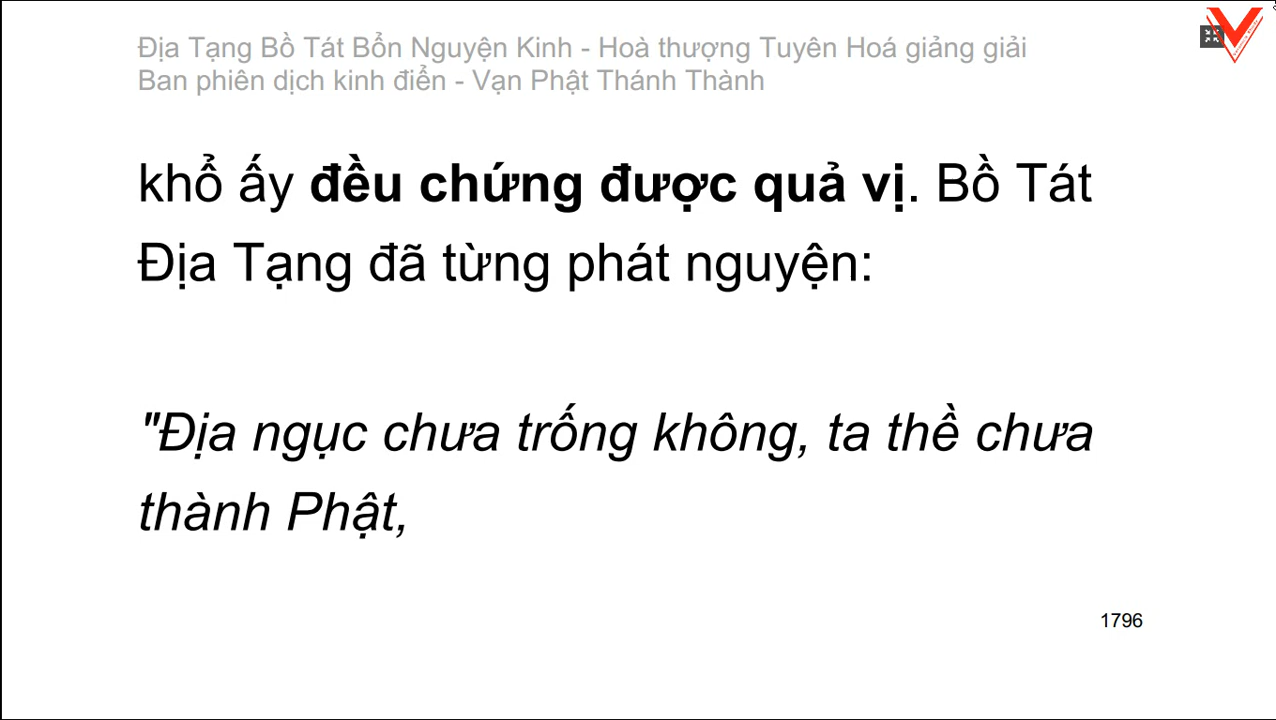 Địa Tạng Bồ Tát Bổn Nguyện Kinh - Hoà thượng Tuyên Hoá giảng giải
Ban phiên dịch kinh điển - Vạn Phật Thánh Thành
khổ ấy đều chứng được quả vị. Bồ Tát
Địa Tạng đã từng phát nguyện:
"Địa ngục chưa trống không, ta thề chưa
thành Phật,
1796